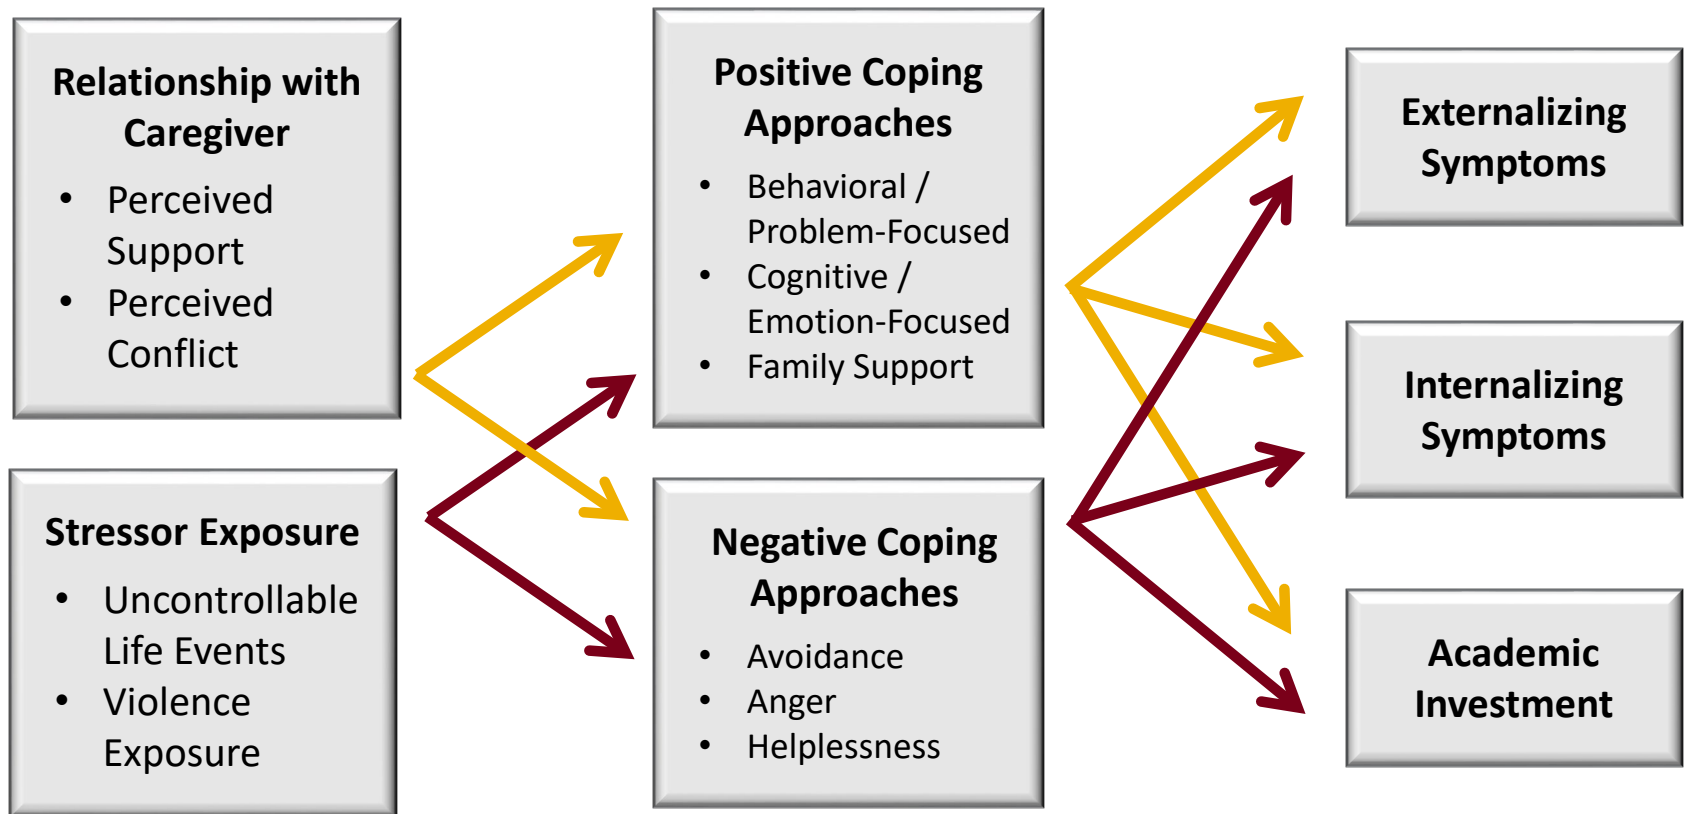 Relationship with
Caregiver
• Perceived
Support
• Perceived
Conflict
Stressor Exposure
• Uncontrollable
Life Events
• Violence
Exposure
Positive Coping
Approaches
• Behavioral /
Problem-Focused
• Cognitive /
Emotion-Focused
• Family Support
Negative Coping
Approaches
• Avoidance
• Anger
• Helplessness
Externalizing
Symptoms
Internalizing
Symptoms
Academic
Investment